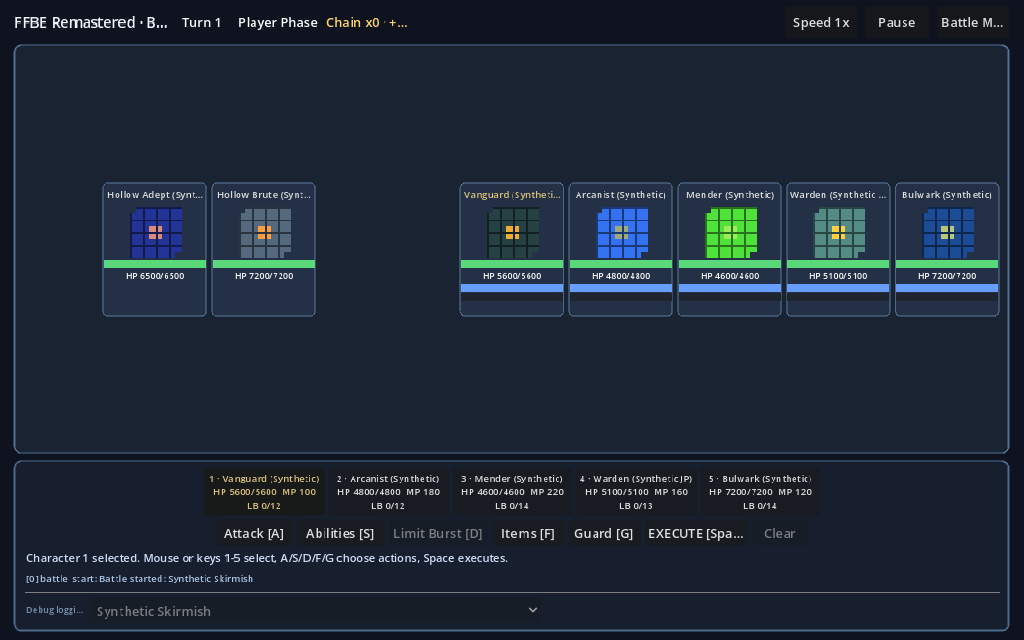 FFBE Remastered · B... Turn 1 Player Phase Chain x0 · +... Speed 1x Pause Battle M...
Hollow Adept (Synt... Hollow Brute (Synt... Vanguard (Syntheti... Arcanist (Synthetic) Mender (Synthetic) Warden (Synthetic ... Bulwark (Synthetic)
HP 6500/6500 HP 7200/7200 HP 5600/5600 HP 4800/4800 HP 4600/4600 HP 5100/5100 HP 7200/7200
1 · Vanguard (Synthetic) 2 · Arcanist (Synthetic) 3 · Mender (Synthetic) 4 · Warden (Synthetic JP) 5 · Bulwark (Synthetic)
HP 5600/5600 MP 100 HP 4800/4800 MP 180 HP 4600/4600 MP 220 HP 5100/5100 MP 160 HP 7200/7200 MP 120
LB 0/12 LB 0/12 LB 0/14 LB 0/13 LB 0/14
Attack [A] Abilities [S] Limit Burst [D] Items [F] Guard [G] EXECUTE [Spa... Clear
Character 1 selected. Mouse or keys 1-5 select, A/S/D/F/G choose actions, Space executes.
[0] battle_start: Battle started: Synthetic Skirmish
Debug loggi... Synthetic Skirmish